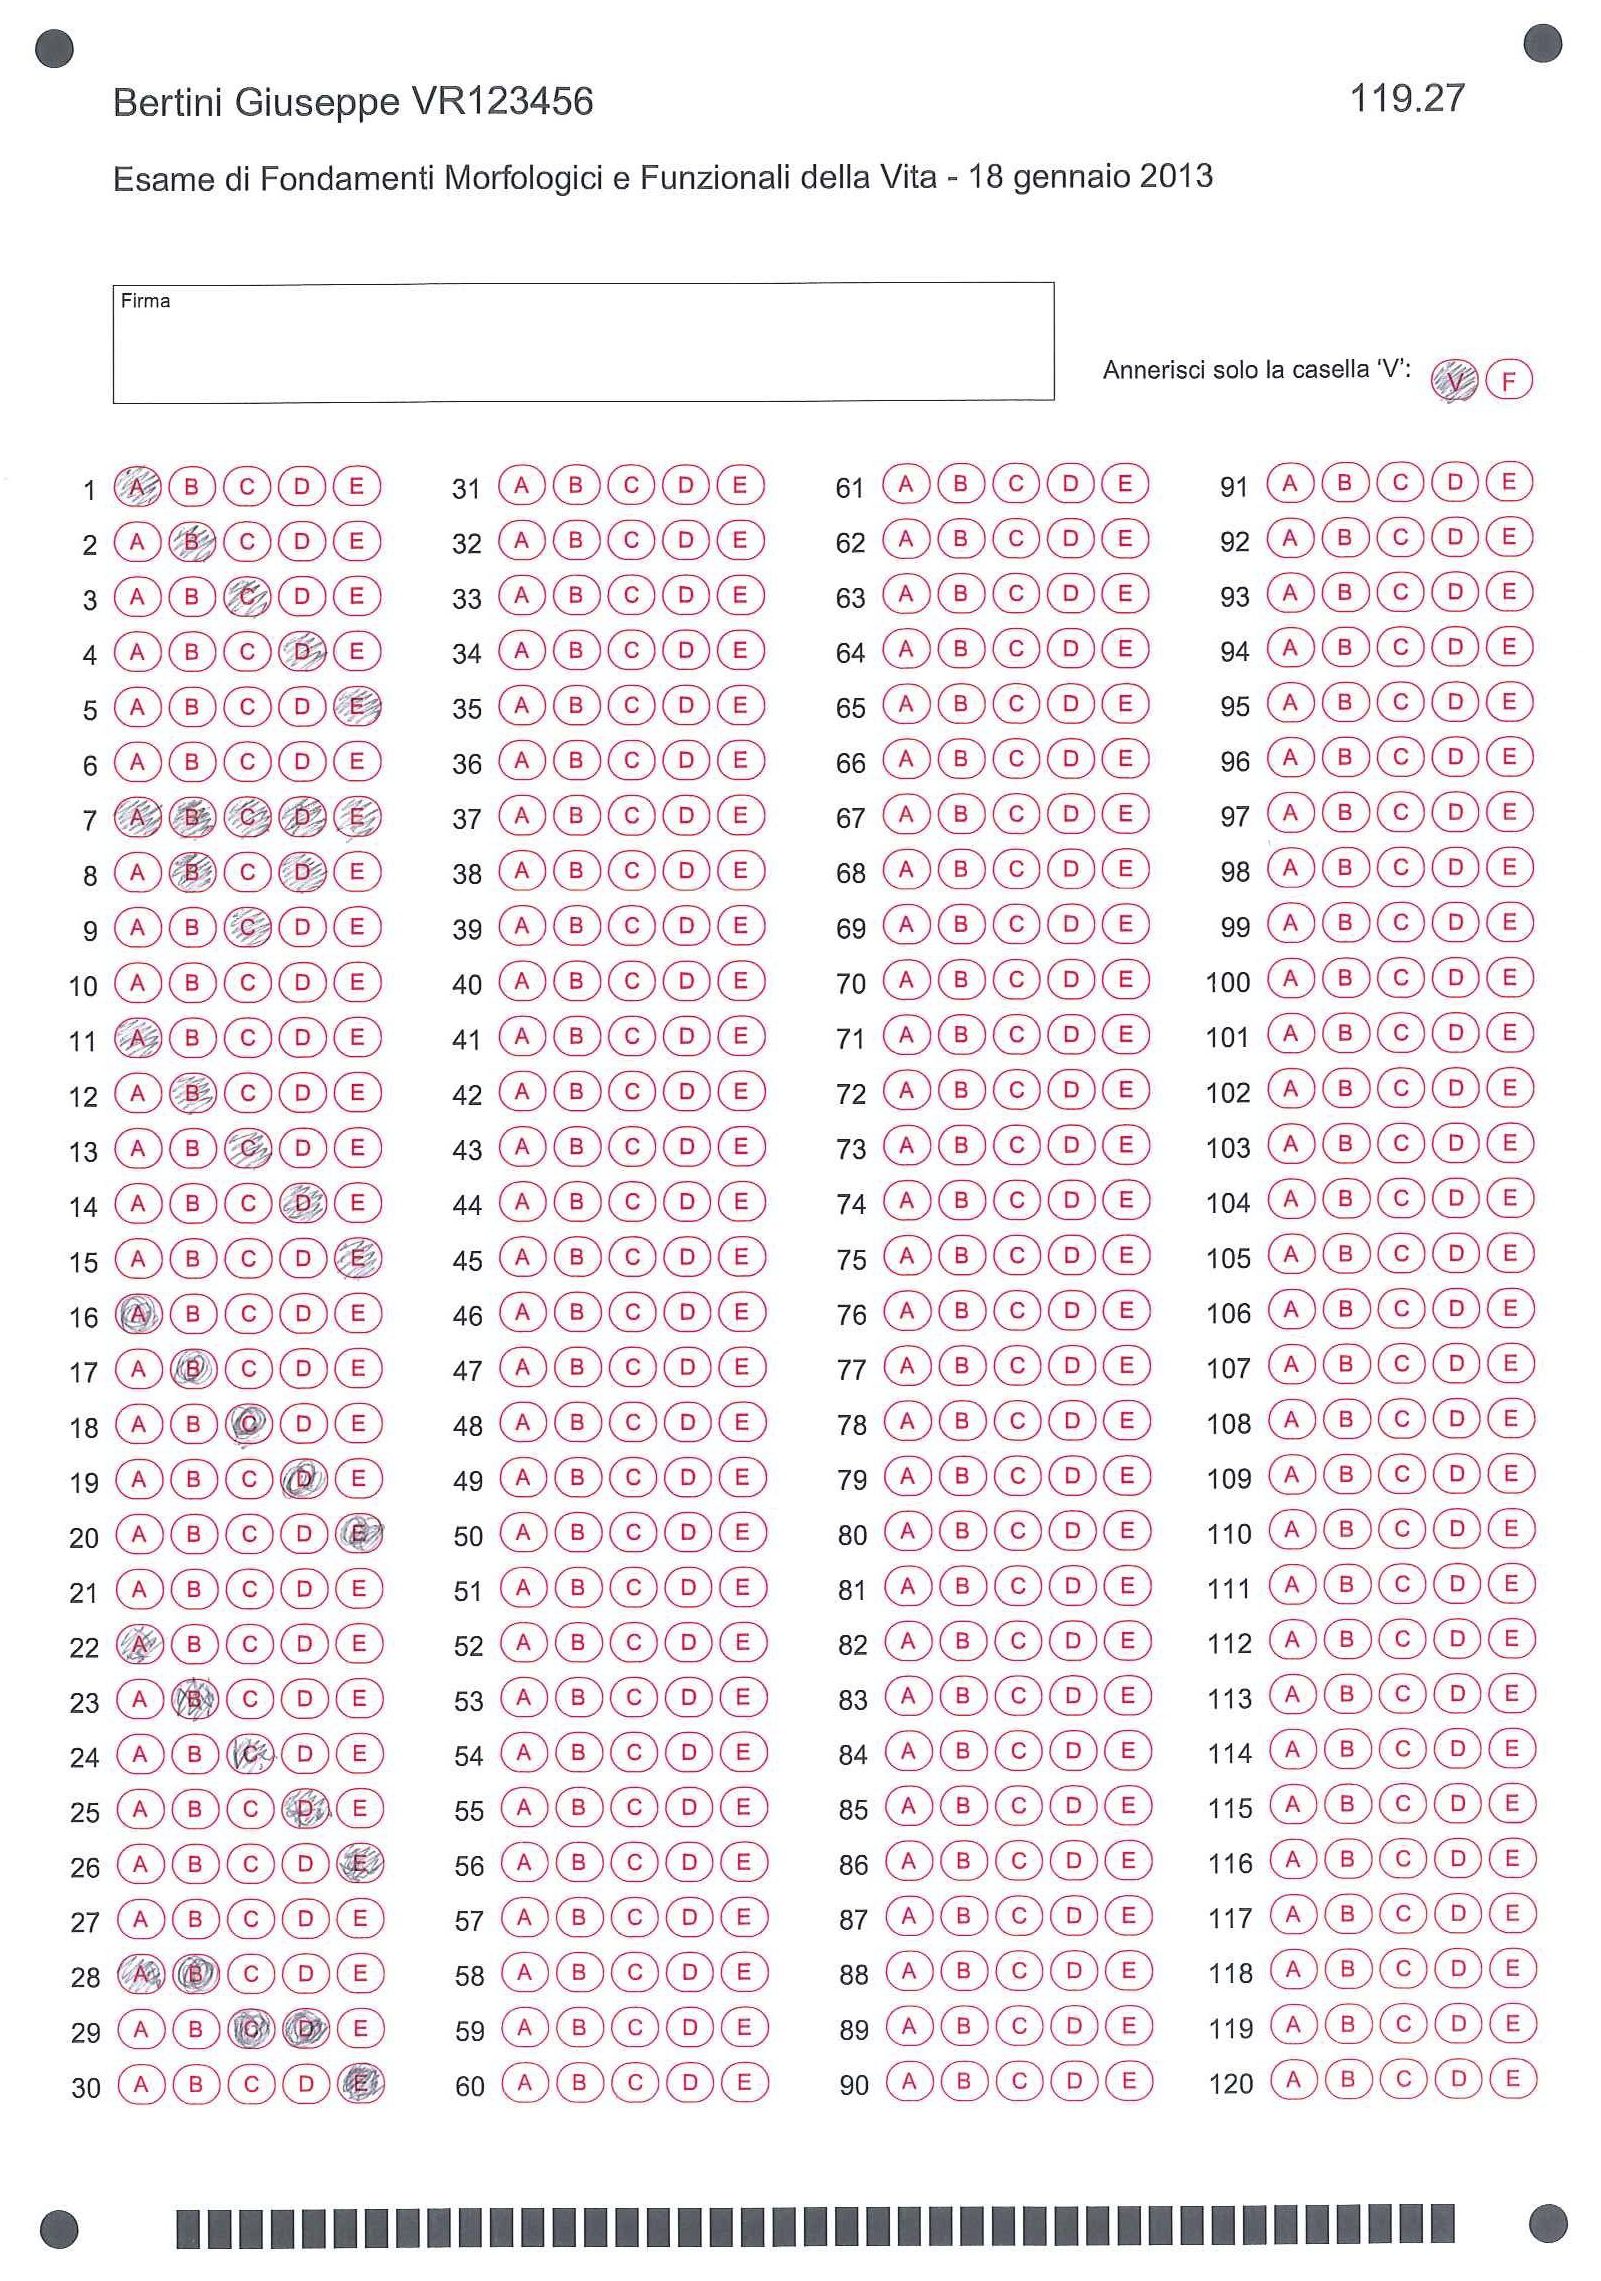 Bertini Giuseppe VR123456 119.27
Esame di Fondamenti Morfologici e Funzionali della Vita - 18 gennaio 2013
Firma
Annerisci solo la casella ‘V’: V F
1 A B C D E 31 A B C D E 61 A B C D E 91 A B C D E
2 A B C D E 32 A B C D E 62 A B C D E 92 A B C D E
3 A B C D E 33 A B C D E 63 A B C D E 93 A B C D E
4 A B C D E 34 A B C D E 64 A B C D E 94 A B C D E
5 A B C D E 35 A B C D E 65 A B C D E 95 A B C D E
6 A B C D E 36 A B C D E 66 A B C D E 96 A B C D E
7 A B C D E 37 A B C D E 67 A B C D E 97 A B C D E
8 A B C D E 38 A B C D E 68 A B C D E 98 A B C D E
9 A B C D E 39 A B C D E 69 A B C D E 99 A B C D E
10 A B C D E 40 A B C D E 70 A B C D E 100 A B C D E
11 A B C D E 41 A B C D E 71 A B C D E 101 A B C D E
12 A B C D E 42 A B C D E 72 A B C D E 102 A B C D E
13 A B C D E 43 A B C D E 73 A B C D E 103 A B C D E
14 A B C D E 44 A B C D E 74 A B C D E 104 A B C D E
15 A B C D E 45 A B C D E 75 A B C D E 105 A B C D E
16 A B C D E 46 A B C D E 76 A B C D E 106 A B C D E
17 A B C D E 47 A B C D E 77 A B C D E 107 A B C D E
18 A B C D E 48 A B C D E 78 A B C D E 108 A B C D E
19 A B C D E 49 A B C D E 79 A B C D E 109 A B C D E
20 A B C D E 50 A B C D E 80 A B C D E 110 A B C D E
21 A B C D E 51 A B C D E 81 A B C D E 111 A B C D E
22 A B C D E 52 A B C D E 82 A B C D E 112 A B C D E
23 A B C D E 53 A B C D E 83 A B C D E 113 A B C D E
24 A B C D E 54 A B C D E 84 A B C D E 114 A B C D E
25 A B C D E 55 A B C D E 85 A B C D E 115 A B C D E
26 A B C D E 56 A B C D E 86 A B C D E 116 A B C D E
27 A B C D E 57 A B C D E 87 A B C D E 117 A B C D E
28 A B C D E 58 A B C D E 88 A B C D E 118 A B C D E
29 A B C D E 59 A B C D E 89 A B C D E 119 A B C D E
30 A B C D E 60 A B C D E 90 A B C D E 120 A B C D E